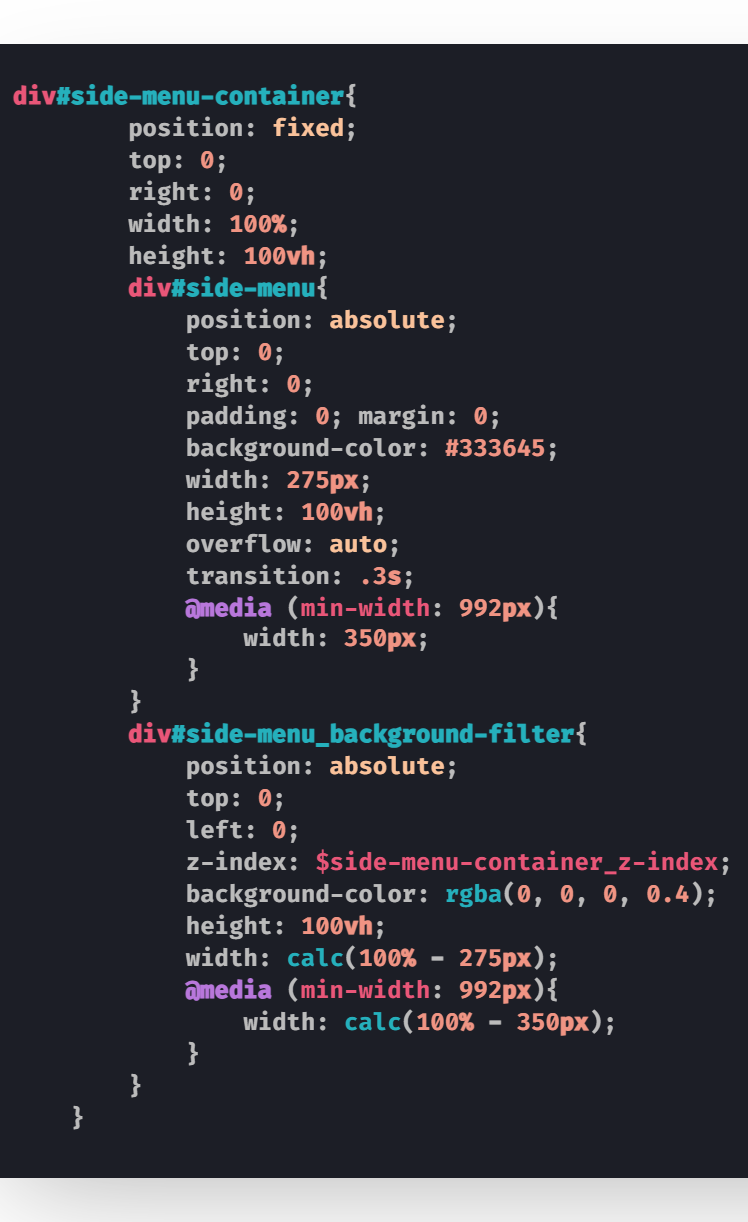 div#side-menu-container{
        position: fixed;
        top: 0;
        right: 0;
        width: 100%;
        height: 100vh;
        div#side-menu{
            position: absolute;
            top: 0;
            right: 0;
            padding: 0; margin: 0;
            background-color: #333645;
            width: 275px;
            height: 100vh;
            overflow: auto;
            transition: .3s;
            @media (min-width: 992px){
                width: 350px;
            }
        }
        div#side-menu_background-filter{
            position: absolute;
            top: 0;
            left: 0;
            z-index: $side-menu-container_z-index;
            background-color: rgba(0, 0, 0, 0.4);
            height: 100vh;
            width: calc(100% - 275px);
            @media (min-width: 992px){
                width: calc(100% - 350px);
            }
        }
    }